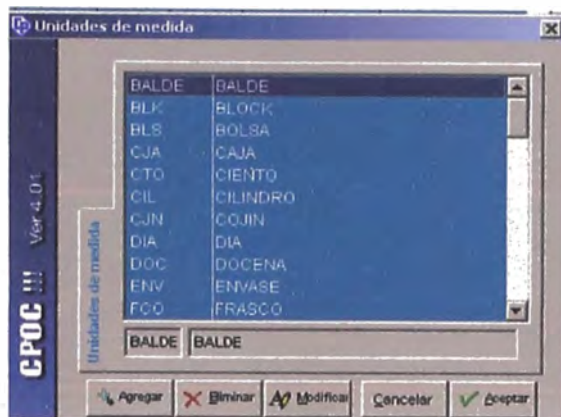 Unidades de medida
BALDE BALDE
BLK BLOCK
BLS BOLSA
CJA CAJA
CTO CIENTO
CIL CILINDRO
CJN COJIN
DIA DIA
DOC DOCENA
ENV ENVASE
FCO FRASCO
BALDE BALDE
Unidades de medida
CPOC !!! Ver 4.01
Agregar Eliminar Modificar Cancelar Aceptar